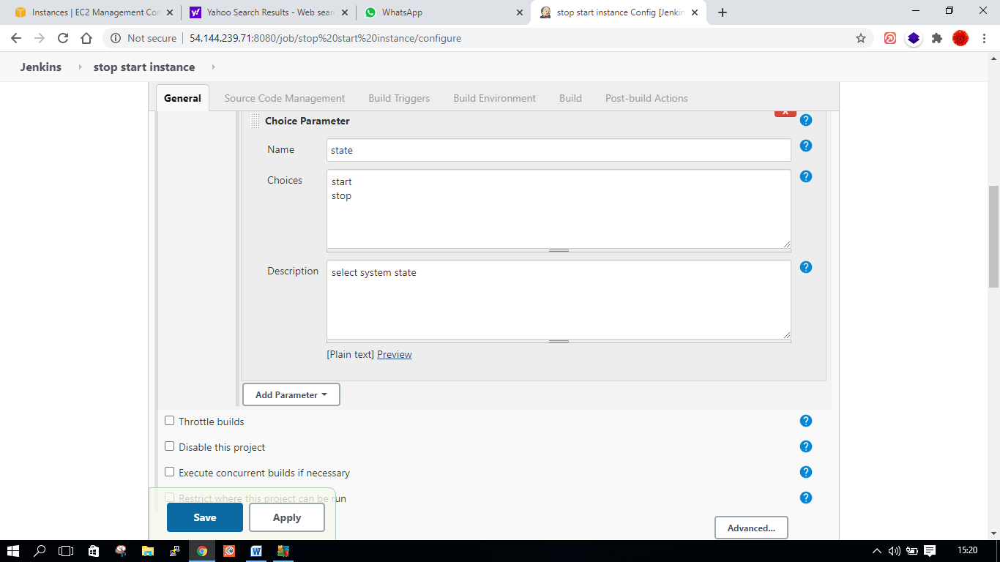 Instances | EC2 Management Con
Yahoo Search Results - Web sear
WhatsApp
stop start instance Config [Jenkin
Not secure
54.144.239.71:8080/job/stop%20start%20instance/configure
Jenkins
stop start instance
General
Source Code Management
Build Triggers
Build Environment
Build
Post-build Actions
Choice Parameter
X
Name
state
Choices
start
stop
Description
select system state
[Plain text] Preview
Add Parameter
Throttle builds
Disable this project
Execute concurrent builds if necessary
Restrict where this project can be run
Save
Apply
Advanced...
15:20